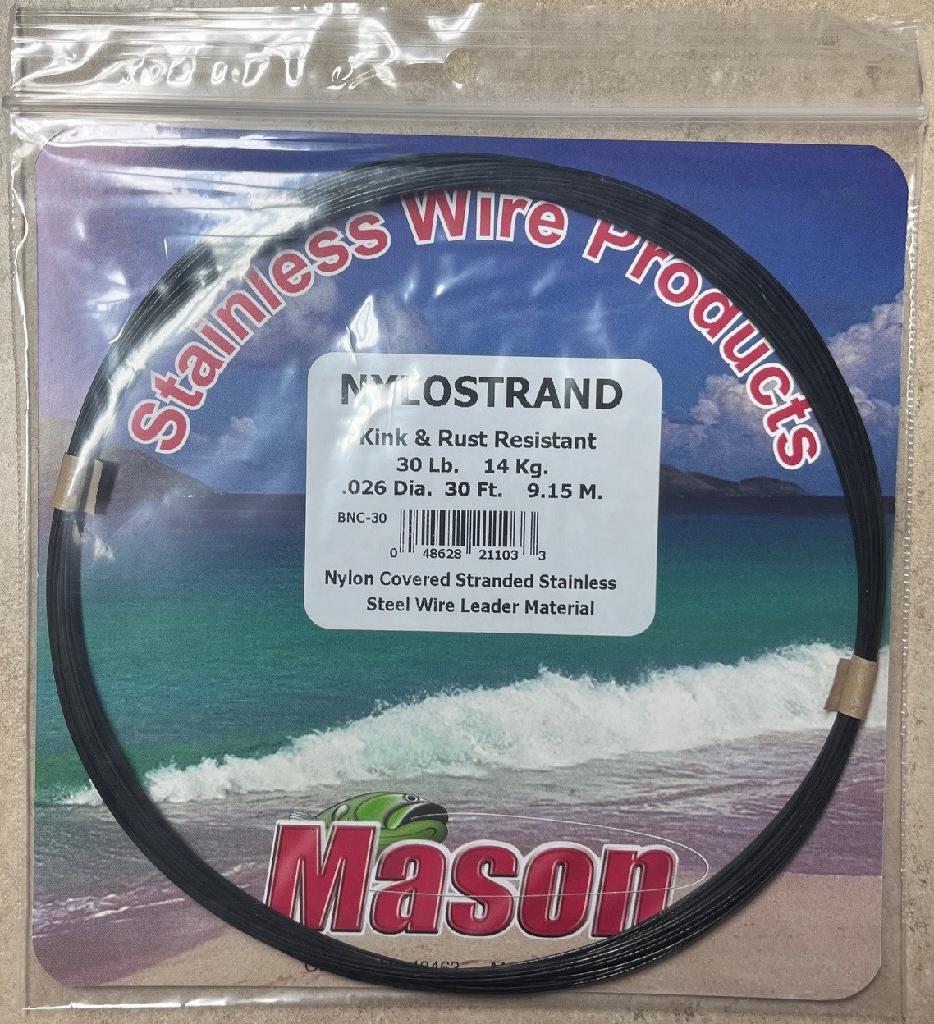 Stainless Wire Products
NYLOSTRAND
Kink & Rust Resistant
30 Lb. 14 Kg.
.026 Dia. 30 Ft. 9.15 M.
BNC-30
0 48628 21103 3
Nylon Covered Stranded Stainless
Steel Wire Leader Material
Mason